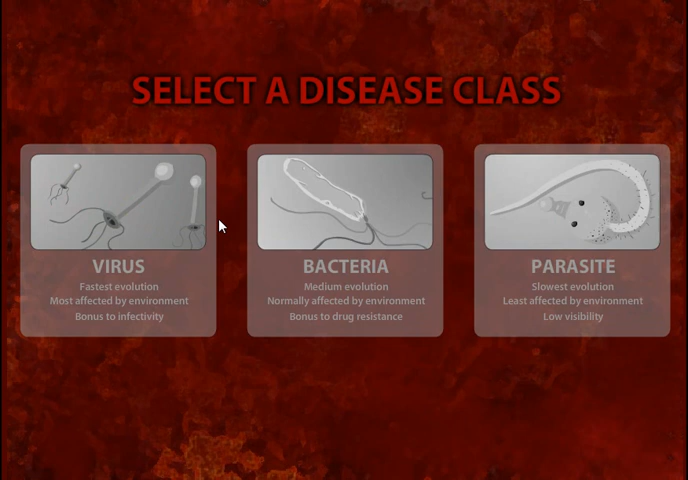 SELECT A DISEASE CLASS
VIRUS
Fastest evolution
Most affected by environment
Bonus to infectivity
BACTERIA
Medium evolution
Normally affected by environment
Bonus to drug resistance
PARASITE
Slowest evolution
Least affected by environment
Low visibility